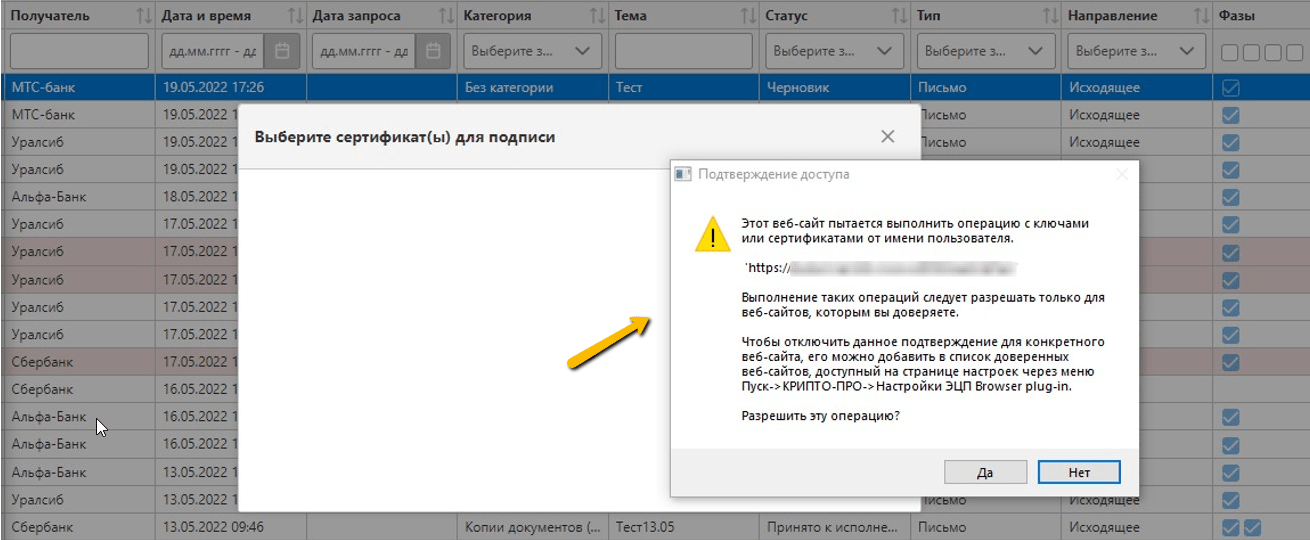 Получатель Дата и время Дата запроса Категория Тема Статус Тип Направление Фазы
дд.мм.гггг - дд дд.мм.гггг - дд Выберите з... Выберите з... Выберите з... Выберите з...
МТС-банк 19.05.2022 17:26 Без категории Тест Черновик Письмо Исходящее
МТС-банк 19.05.2022 1 Письмо Исходящее
Уралсиб 19.05.2022 1 Письмо Исходящее
Уралсиб 19.05.2022 1
Альфа-Банк 18.05.2022 1
Уралсиб 17.05.2022 1
Уралсиб 17.05.2022 1
Уралсиб 17.05.2022 1
Уралсиб 17.05.2022 1
Уралсиб 17.05.2022 1
Сбербанк 17.05.2022 1
Сбербанк 16.05.2022 1
Альфа-Банк 16.05.2022 1
Альфа-Банк 16.05.2022 1
Альфа-Банк 13.05.2022 1
Уралсиб 13.05.2022 1 Письмо Исходящее
Сбербанк 13.05.2022 09:46 Копии документов (... Тест13.05 Принято к исполне... Письмо Исходящее
Выберите сертификат(ы) для подписи
Подтверждение доступа
Этот веб-сайт пытается выполнить операцию с ключами
или сертификатами от имени пользователя.
'https://
Выполнение таких операций следует разрешать только для
веб-сайтов, которым вы доверяете.
Чтобы отключить данное подтверждение для конкретного
веб-сайта, его можно добавить в список доверенных
веб-сайтов, доступный на странице настроек через меню
Пуск->КРИПТО-ПРО->Настройки ЭЦП Browser plug-in.
Разрешить эту операцию?
Да Нет